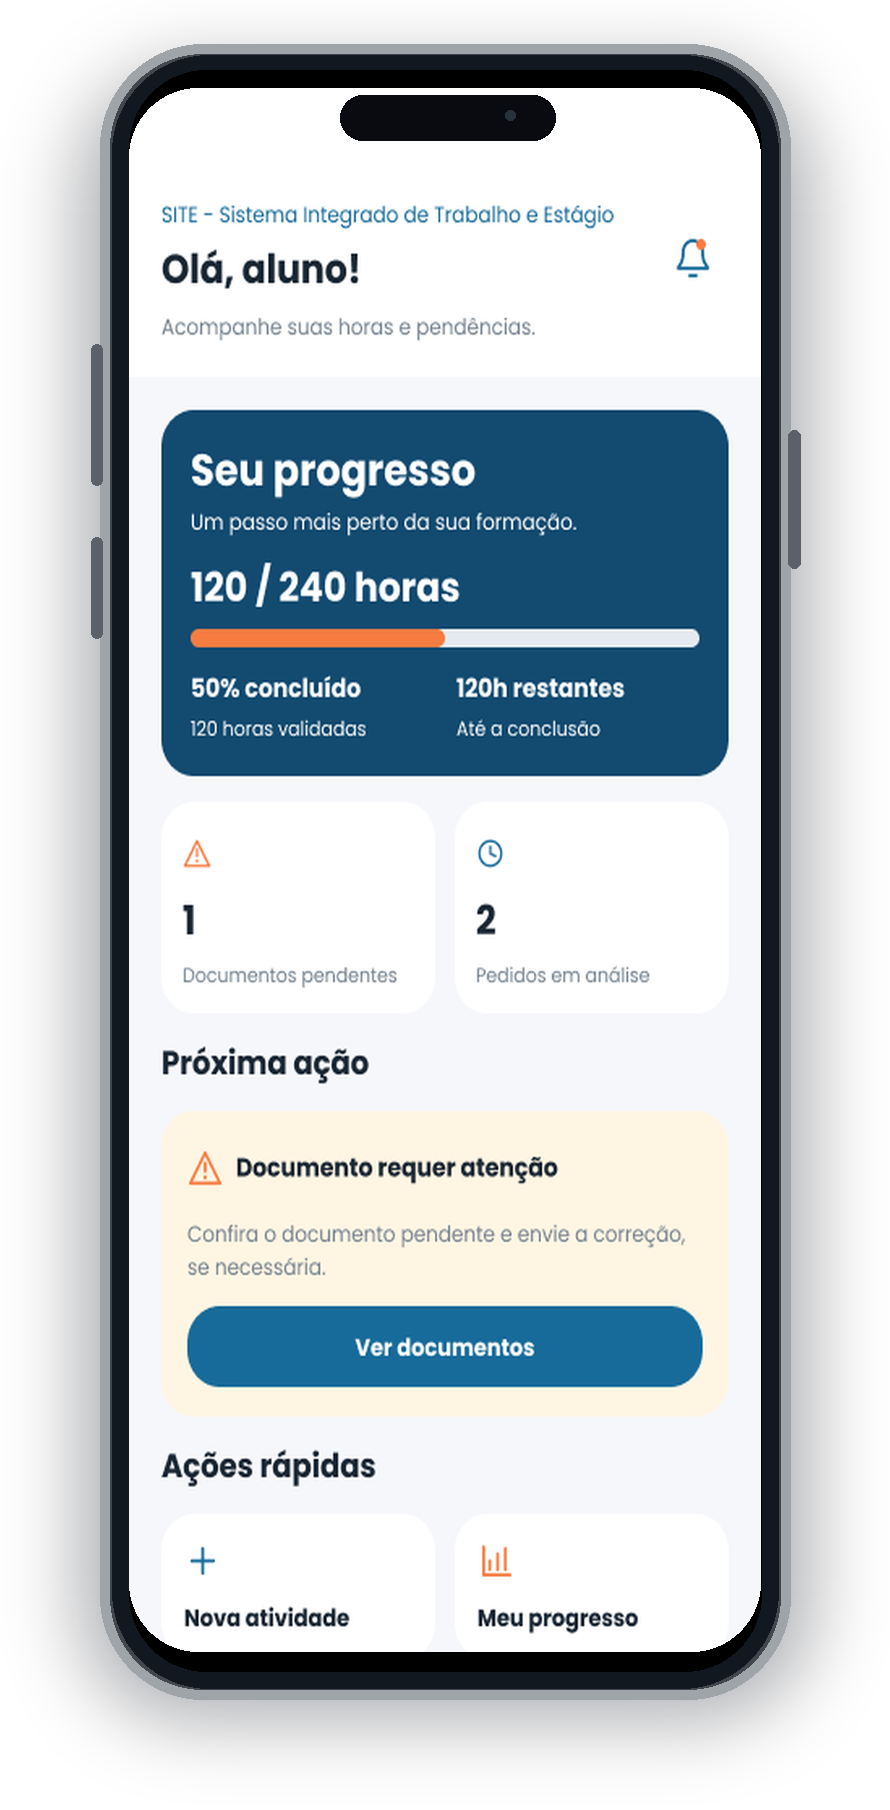 SITE - Sistema Integrado de Trabalho e Estágio
Olá, aluno!
Acompanhe suas horas e pendências.
Seu progresso
Um passo mais perto da sua formação.
120 / 240 horas
50% concluído
120h restantes
120 horas validadas
Até a conclusão
1
2
Documentos pendentes
Pedidos em análise
Próxima ação
Documento requer atenção
Confira o documento pendente e envie a correção,
se necessária.
Ver documentos
Ações rápidas
Nova atividade
Meu progresso